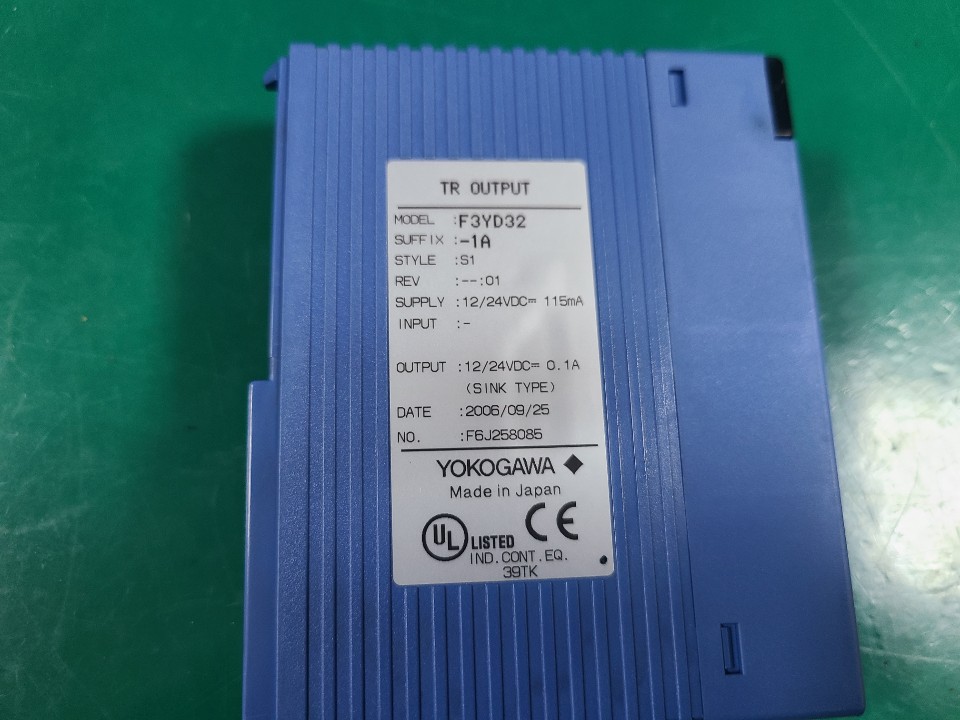 TR OUTPUT
MODEL :F3YD32
SUFFIX :-1A
STYLE :S1
REV :--:01
SUPPLY :12/24VDC⎓ 115mA
INPUT :-
OUTPUT :12/24VDC⎓ 0.1A
(SINK TYPE)
DATE :2006/09/25
NO. :F6J258085
YOKOGAWA ◆
Made in Japan
UL LISTED CE
IND.CONT.EQ.
39TK